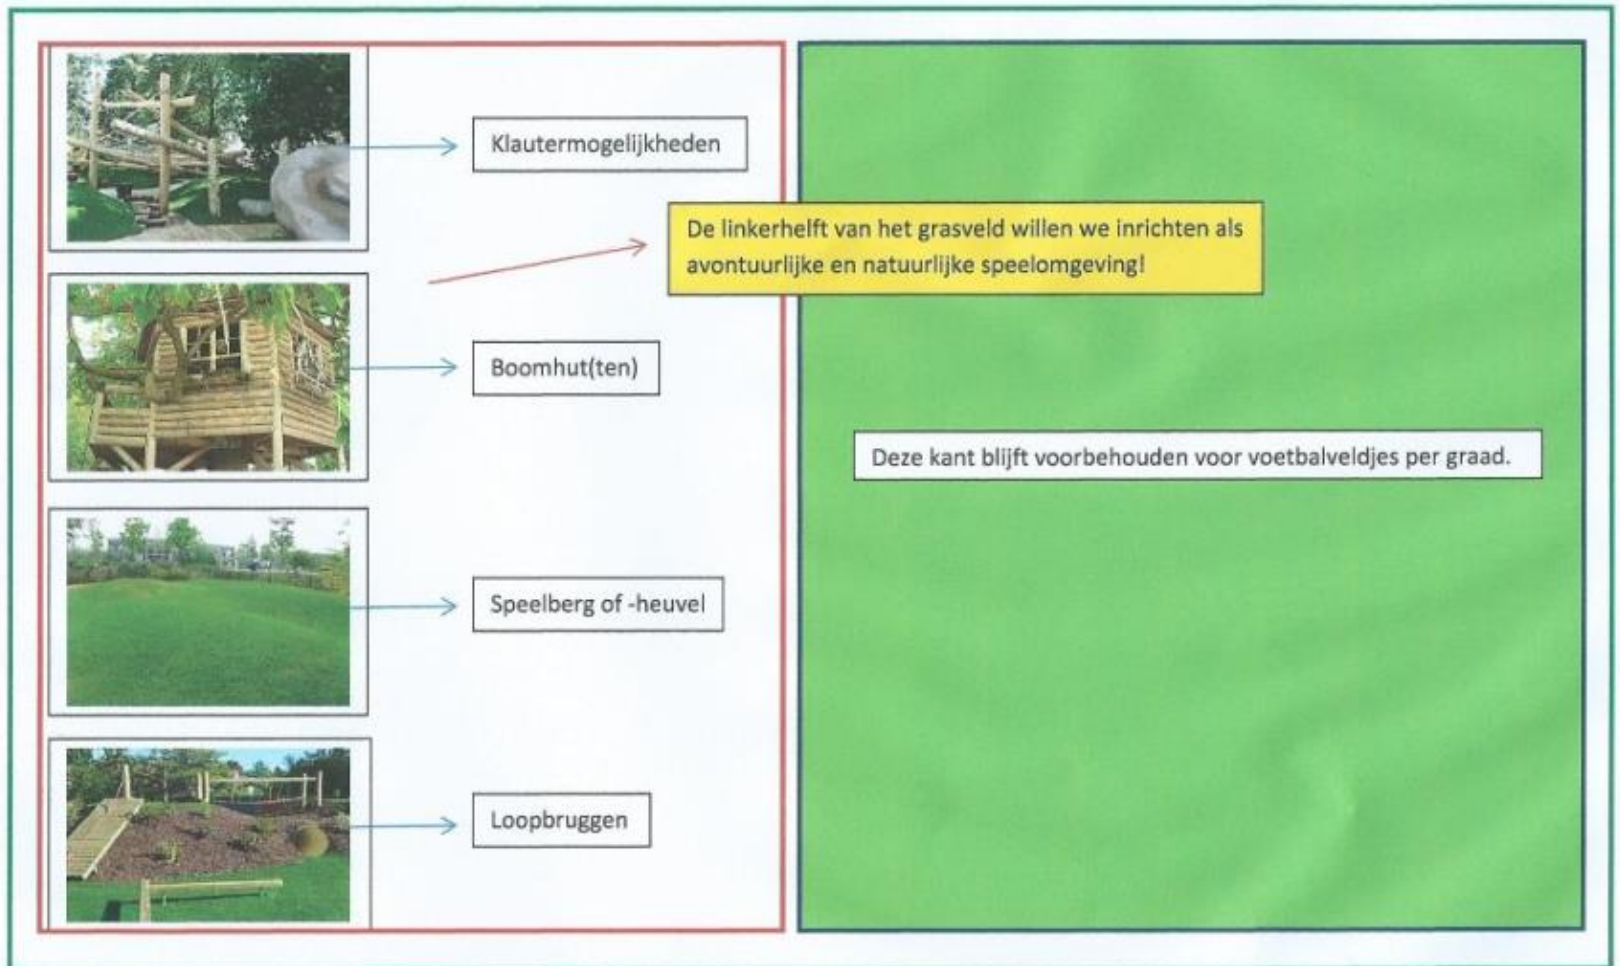 Klautermogelijkheden
De linkerhelft van het grasveld willen we inrichten als
avontuurlijke en natuurlijke speelomgeving!
Boomhut(ten)
Deze kant blijft voorbehouden voor voetbalveldjes per graad.
Speelberg of -heuvel
Loopbruggen